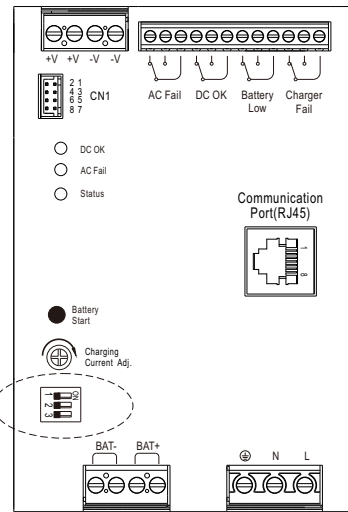 +V +V -V -V
2 1
4 3
6 5
8 7
CN1
AC Fail DC OK Battery Low Charger Fail
DC OK
AC Fail
Status
Communication
Port(RJ45)
1
8
Battery
Start
Charging
Current Adj.
ON
1
2
3
BAT- BAT+
N L